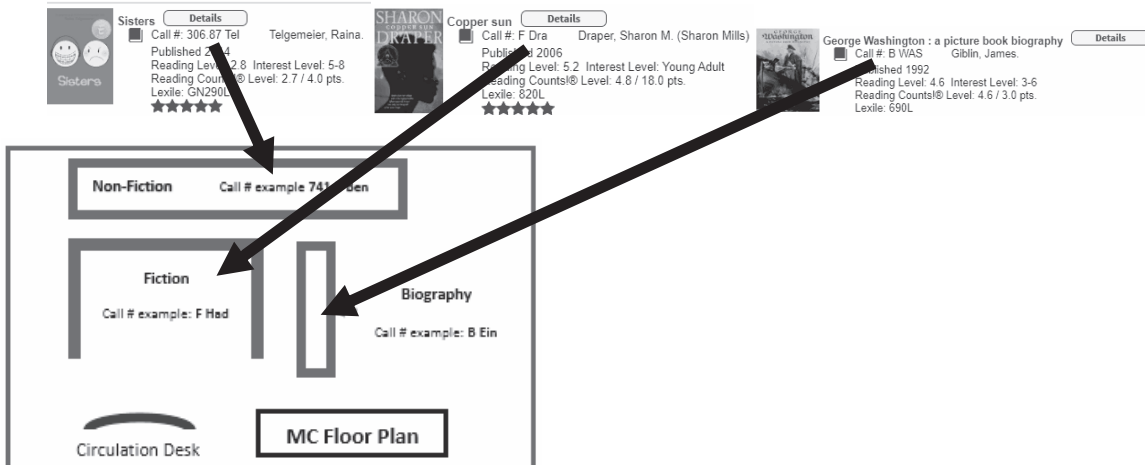 Sisters
Details
Call #: 306.87 Tel
Telgemeier, Raina.
Published
Reading Level: 2.8 Interest Level: 5-8
Reading Counts!® Level: 2.7 / 4.0 pts.
Lexile: GN290L
Sisters
SHARON
COPPER SUN
DRAPER
Copper sun
Details
Call #: F Dra
Draper, Sharon M. (Sharon Mills)
Published 2006
Reading Level: 5.2 Interest Level: Young Adult
Reading Counts!® Level: 4.8 / 18.0 pts.
Lexile: 820L
GEORGE
Washington
George Washington : a picture book biography
Details
Call #: B WAS
Giblin, James.
Published 1992
Reading Level: 4.6 Interest Level: 3-6
Reading Counts!® Level: 4.6 / 3.0 pts.
Lexile: 690L
Non-Fiction
Call # example 741
Fiction
Call # example: F Had
Biography
Call # example: B Ein
Circulation Desk
MC Floor Plan